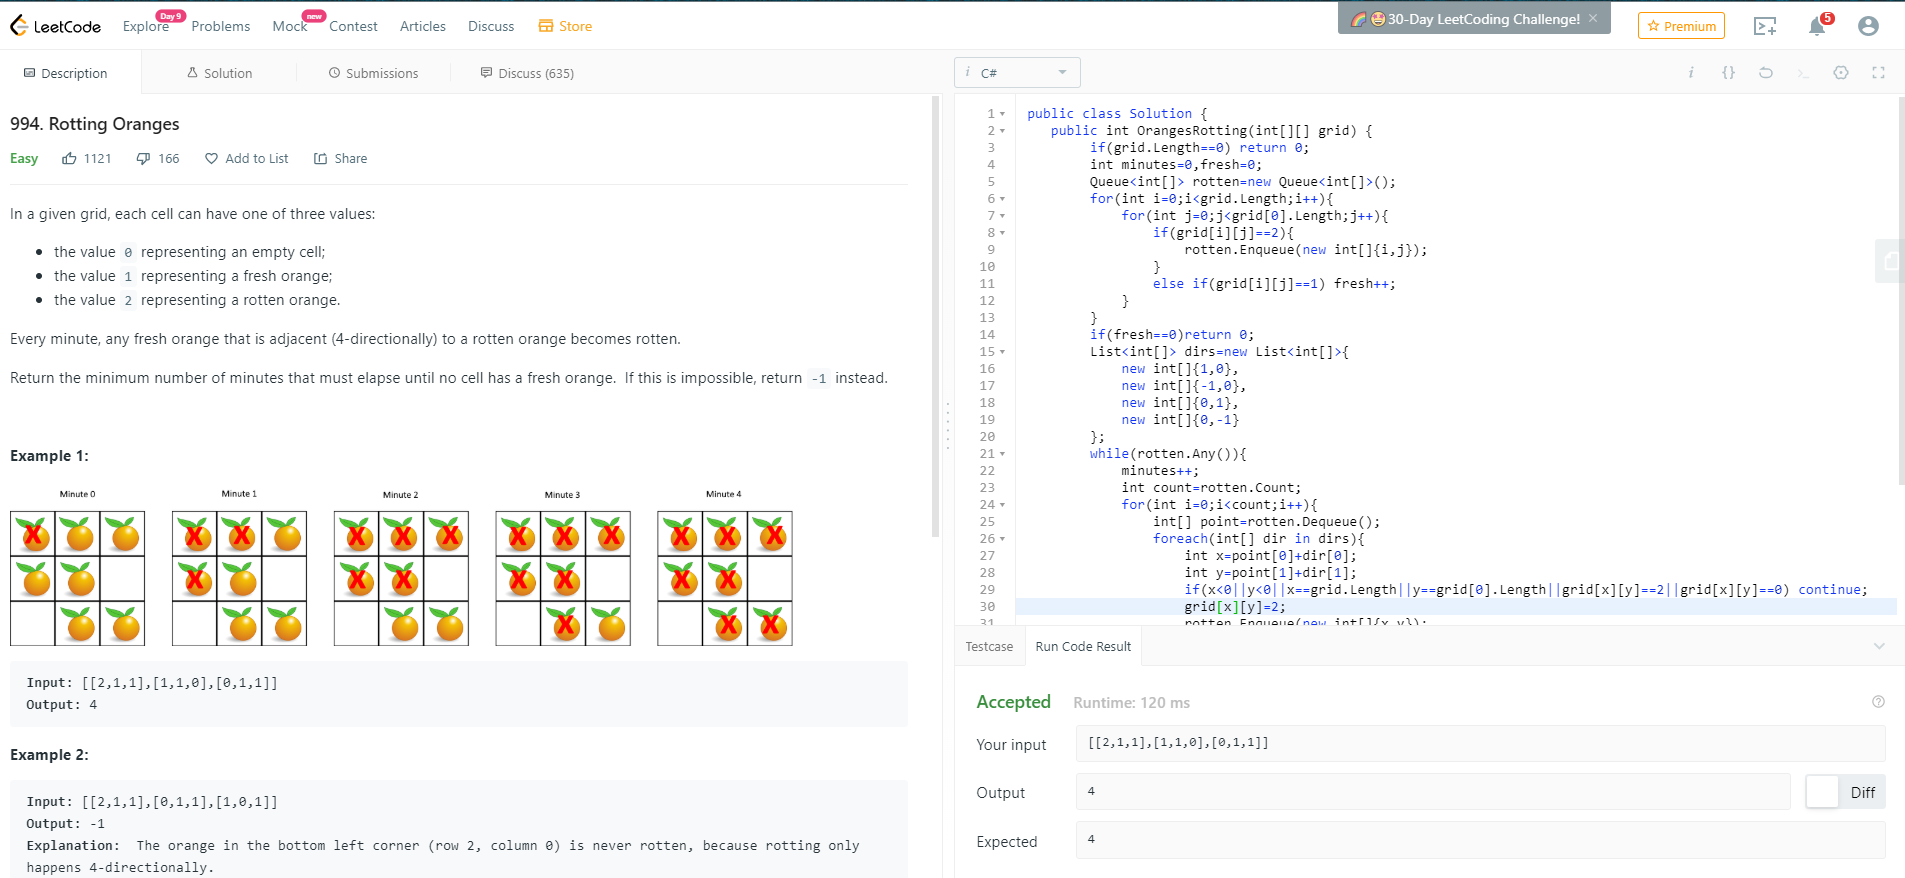 LeetCode
Explore
Day 9
Problems
Mock
new
Contest
Articles
Discuss
Store
🌈 🤩 30-Day LeetCoding Challenge! ×
Premium
5
Description
Solution
Submissions
Discuss (635)
i C#
994. Rotting Oranges
Easy 1121 166 Add to List Share
In a given grid, each cell can have one of three values:
• the value 0 representing an empty cell;
• the value 1 representing a fresh orange;
• the value 2 representing a rotten orange.
Every minute, any fresh orange that is adjacent (4-directionally) to a rotten orange becomes rotten.
Return the minimum number of minutes that must elapse until no cell has a fresh orange.  If this is impossible, return -1 instead.
Example 1:
Minute 0 Minute 1 Minute 2 Minute 3 Minute 4
Input: [[2,1,1],[1,1,0],[0,1,1]]
Output: 4
Example 2:
Input: [[2,1,1],[0,1,1],[1,0,1]]
Output: -1
Explanation:  The orange in the bottom left corner (row 2, column 0) is never rotten, because rotting only
happens 4-directionally.
1 public class Solution {
2 public int OrangesRotting(int[][] grid) {
3 if(grid.Length==0) return 0;
4 int minutes=0,fresh=0;
5 Queue<int[]> rotten=new Queue<int[]>();
6 for(int i=0;i<grid.Length;i++){
7 for(int j=0;j<grid[0].Length;j++){
8 if(grid[i][j]==2){
9 rotten.Enqueue(new int[]{i,j});
10 }
11 else if(grid[i][j]==1) fresh++;
12 }
13 }
14 if(fresh==0)return 0;
15 List<int[]> dirs=new List<int[]>{
16 new int[]{1,0},
17 new int[]{-1,0},
18 new int[]{0,1},
19 new int[]{0,-1}
20 };
21 while(rotten.Any()){
22 minutes++;
23 int count=rotten.Count;
24 for(int i=0;i<count;i++){
25 int[] point=rotten.Dequeue();
26 foreach(int[] dir in dirs){
27 int x=point[0]+dir[0];
28 int y=point[1]+dir[1];
29 if(x<0||y<0||x==grid.Length||y==grid[0].Length||grid[x][y]==2||grid[x][y]==0) continue;
30 grid[x][y]=2;
31 rotten.Enqueue(new int[]{x,y});
Testcase
Run Code Result
Accepted Runtime: 120 ms
Your input [[2,1,1],[1,1,0],[0,1,1]]
Output 4 Diff
Expected 4